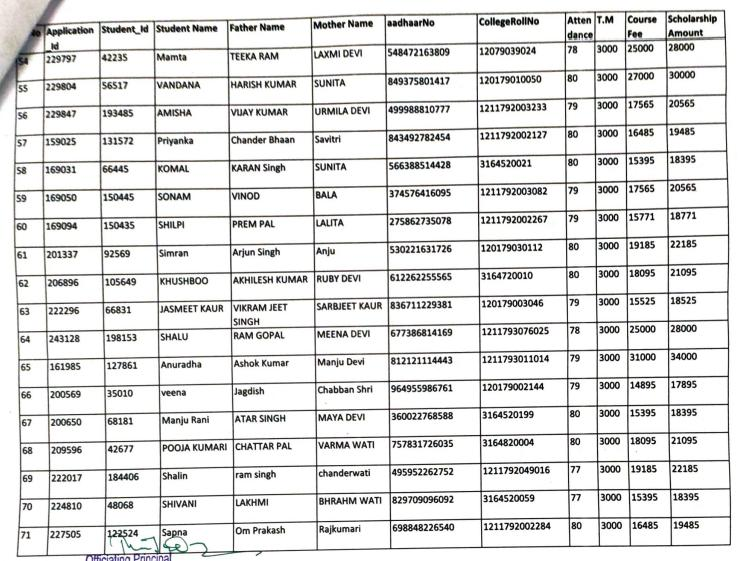 No Application Id Student_Id Student Name Father Name Mother Name aadhaarNo CollegeRollNo Atten dance T.M Course Fee Scholarship Amount
54 229797 42235 Mamta TEEKA RAM LAXMI DEVI 548472163809 12079039024 78 3000 25000 28000
55 229804 56517 VANDANA HARISH KUMAR SUNITA 849375801417 120179010050 80 3000 27000 30000
56 229847 193485 AMISHA VIJAY KUMAR URMILA DEVI 499988810777 1211792003233 79 3000 17565 20565
57 159025 131572 Priyanka Chander Bhaan Savitri 843492782454 1211792002127 80 3000 16485 19485
58 169031 66445 KOMAL KARAN Singh SUNITA 566388514428 3164520021 80 3000 15395 18395
59 169050 150445 SONAM VINOD BALA 374576416095 1211792003082 79 3000 17565 20565
60 169094 150435 SHILPI PREM PAL LALITA 275862735078 1211792002267 79 3000 15771 18771
61 201337 92569 Simran Arjun Singh Anju 530221631726 120179030112 80 3000 19185 22185
62 206896 105649 KHUSHBOO AKHILESH KUMAR RUBY DEVI 612262255565 3164720010 80 3000 18095 21095
63 222296 66831 JASMEET KAUR VIKRAM JEET SINGH SARBJEET KAUR 836711229381 120179003046 79 3000 15525 18525
64 243128 198153 SHALU RAM GOPAL MEENA DEVI 677386814169 1211793076025 78 3000 25000 28000
65 161985 127861 Anuradha Ashok Kumar Manju Devi 812121114443 1211793011014 79 3000 31000 34000
66 200569 35010 veena Jagdish Chabban Shri 964955986761 120179002144 79 3000 14895 17895
67 200650 68181 Manju Rani ATAR SINGH MAYA DEVI 360022768588 3164520199 80 3000 15395 18395
68 209596 42677 POOJA KUMARI CHATTAR PAL VARMA WATI 757831726035 3164820004 80 3000 18095 21095
69 222017 184406 Shalin ram singh chanderwati 495952262752 1211792049016 77 3000 19185 22185
70 224810 48068 SHIVANI LAKHMI BHRAHM WATI 829709096092 3164520059 77 3000 15395 18395
71 227505 122524 Sapna Om Prakash Rajkumari 698848226540 1211792002284 80 3000 16485 19485
Officiating Principal